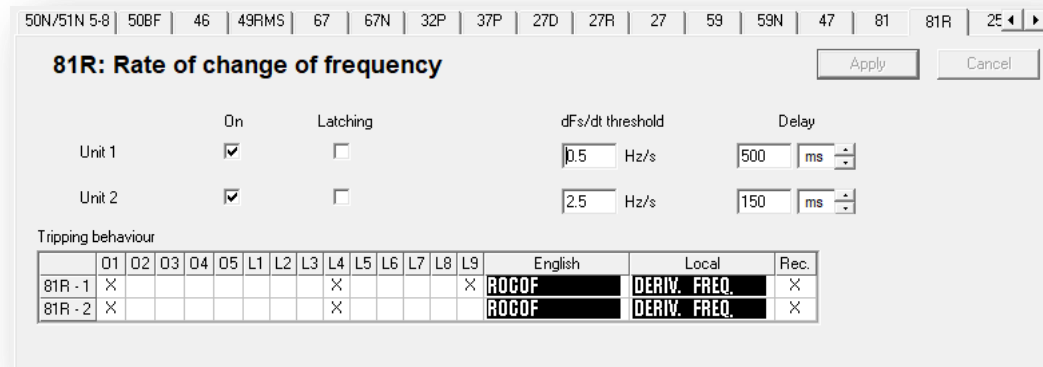 50N/51N 5-8 50BF 46 49RMS 67 67N 32P 37P 27D 27R 27 59 59N 47 81 81R 25
81R: Rate of change of frequency Apply Cancel
On Latching dFs/dt threshold Delay
Unit 1 0.5 Hz/s 500 ms
Unit 2 2.5 Hz/s 150 ms
Tripping behaviour
O1 O2 O3 O4 O5 L1 L2 L3 L4 L5 L6 L7 L8 L9 English Local Rec.
81R - 1 X X X ROCOF DERIV. FREQ. X
81R - 2 X X ROCOF DERIV. FREQ. X